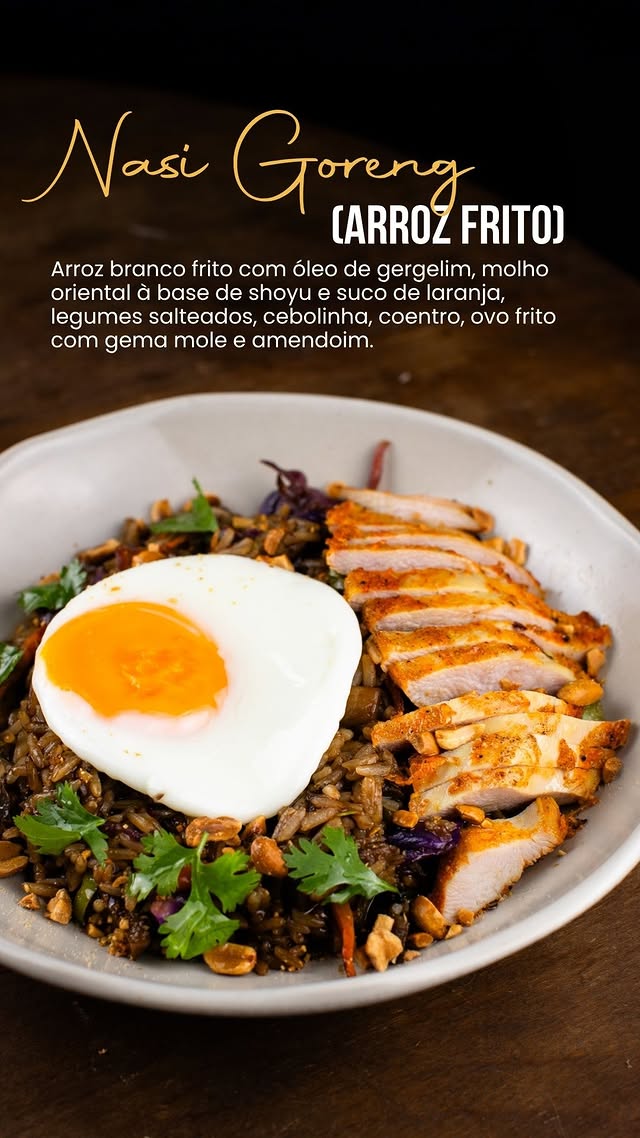 Nasi Goreng
(ARROZ FRITO)
Arroz branco frito com óleo de gergelim, molho
oriental à base de shoyu e suco de laranja,
legumes salteados, cebolinha, coentro, ovo frito
com gema mole e amendoim.